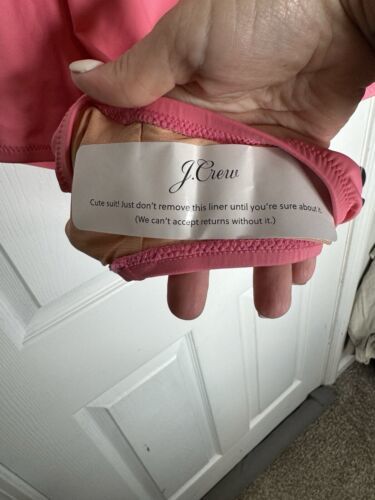 J.Crew
Cute suit! Just don't remove this liner until you're sure about it.
(We can't accept returns without it.)